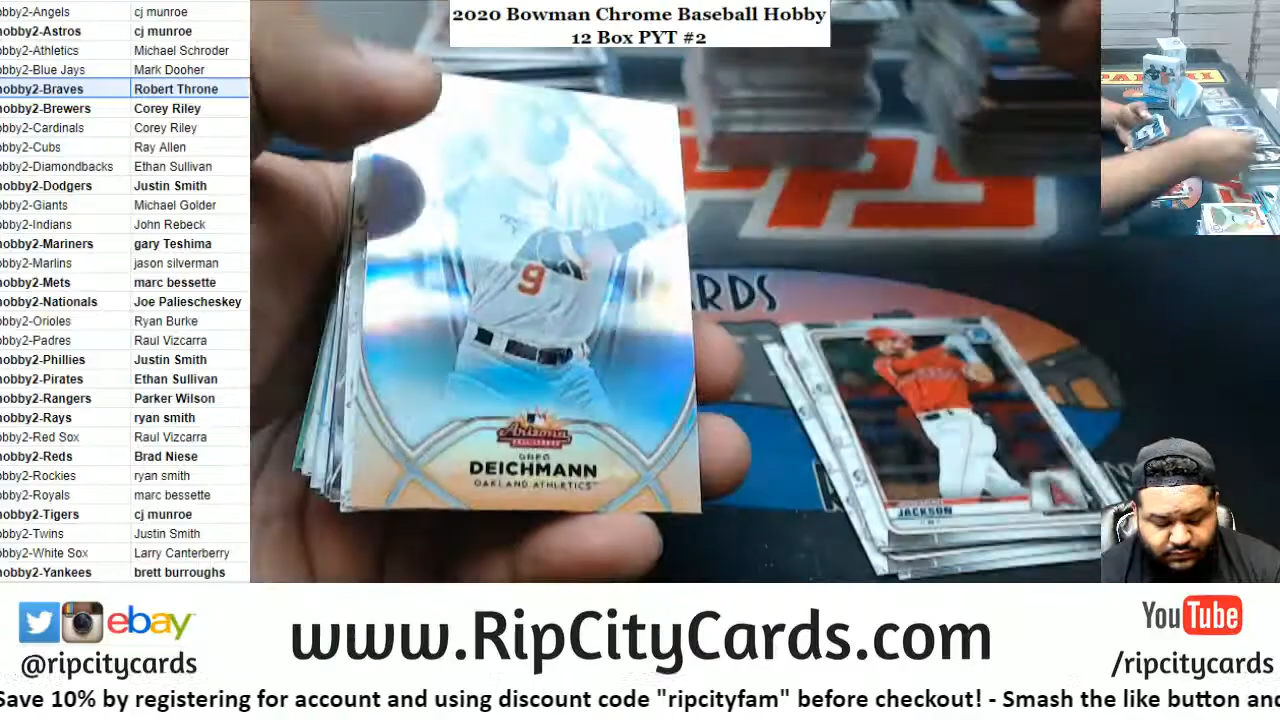 2020 Bowman Chrome Baseball Hobby
12 Box PYT #2
obby2-Angels cj munroe
hobby2-Astros cj munroe
obby2-Athletics Michael Schroder
obby2-Blue Jays Mark Dooher
hobby2-Braves Robert Throne
hobby2-Brewers Corey Riley
obby2-Cardinals Corey Riley
obby2-Cubs Ray Allen
obby2-Diamondbacks Ethan Sullivan
hobby2-Dodgers Justin Smith
obby2-Giants Michael Golder
obby2-Indians John Rebeck
hobby2-Mariners gary Teshima
obby2-Marlins jason silverman
hobby2-Mets marc bessette
hobby2-Nationals Joe Paliescheskey
obby2-Orioles Ryan Burke
obby2-Padres Raul Vizcarra
hobby2-Phillies Justin Smith
hobby2-Pirates Ethan Sullivan
hobby2-Rangers Parker Wilson
hobby2-Rays ryan smith
obby2-Red Sox Raul Vizcarra
hobby2-Reds Brad Niese
obby2-Rockies ryan smith
obby2-Royals marc bessette
hobby2-Tigers cj munroe
obby2-Twins Justin Smith
obby2-White Sox Larry Canterberry
hobby2-Yankees brett burroughs
9
Arizona
GREG
DEICHMANN
OAKLAND ATHLETICS
RDS
JACKSON
PANINI
ebay
@ripcitycards
www.RipCityCards.com
YouTube
/ripcitycards
Save 10% by registering for account and using discount code "ripcityfam" before checkout! - Smash the like button and